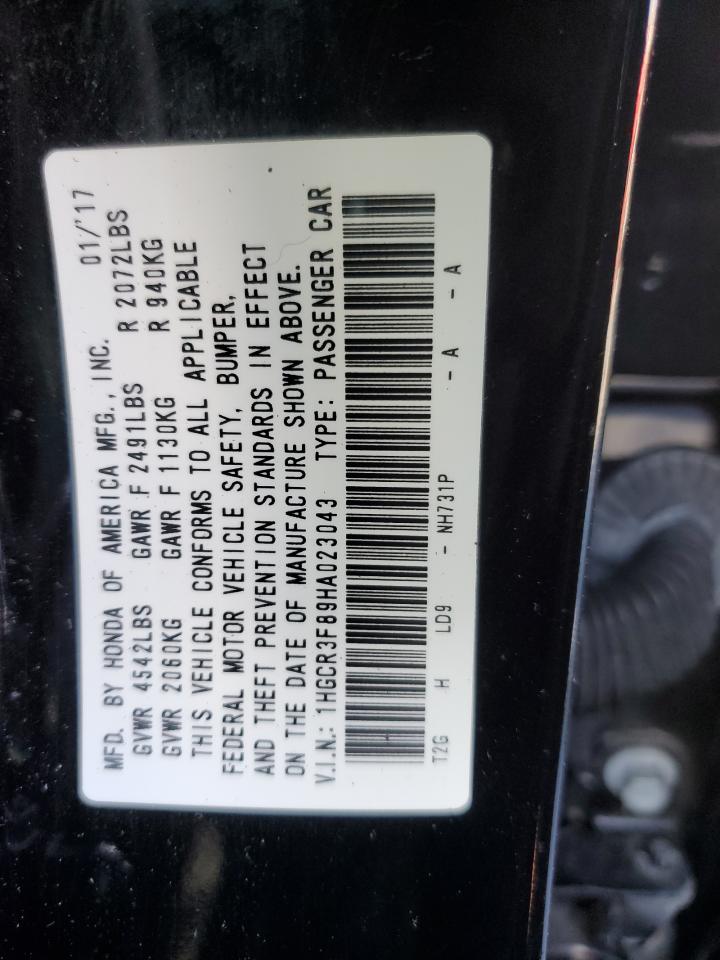 MFD. BY HONDA OF AMERICA MFG., INC. 01/'17
GVWR 4542LBS GAWR F 2491LBS R 2072LBS
GVWR 2060KG GAWR F 1130KG R 940KG
THIS VEHICLE CONFORMS TO ALL APPLICABLE
FEDERAL MOTOR VEHICLE SAFETY, BUMPER,
AND THEFT PREVENTION STANDARDS IN EFFECT
ON THE DATE OF MANUFACTURE SHOWN ABOVE.
V.I.N.: 1HGCR3F89HA023043 TYPE: PASSENGER CAR
T2G H LD9 - NH731P - A - A